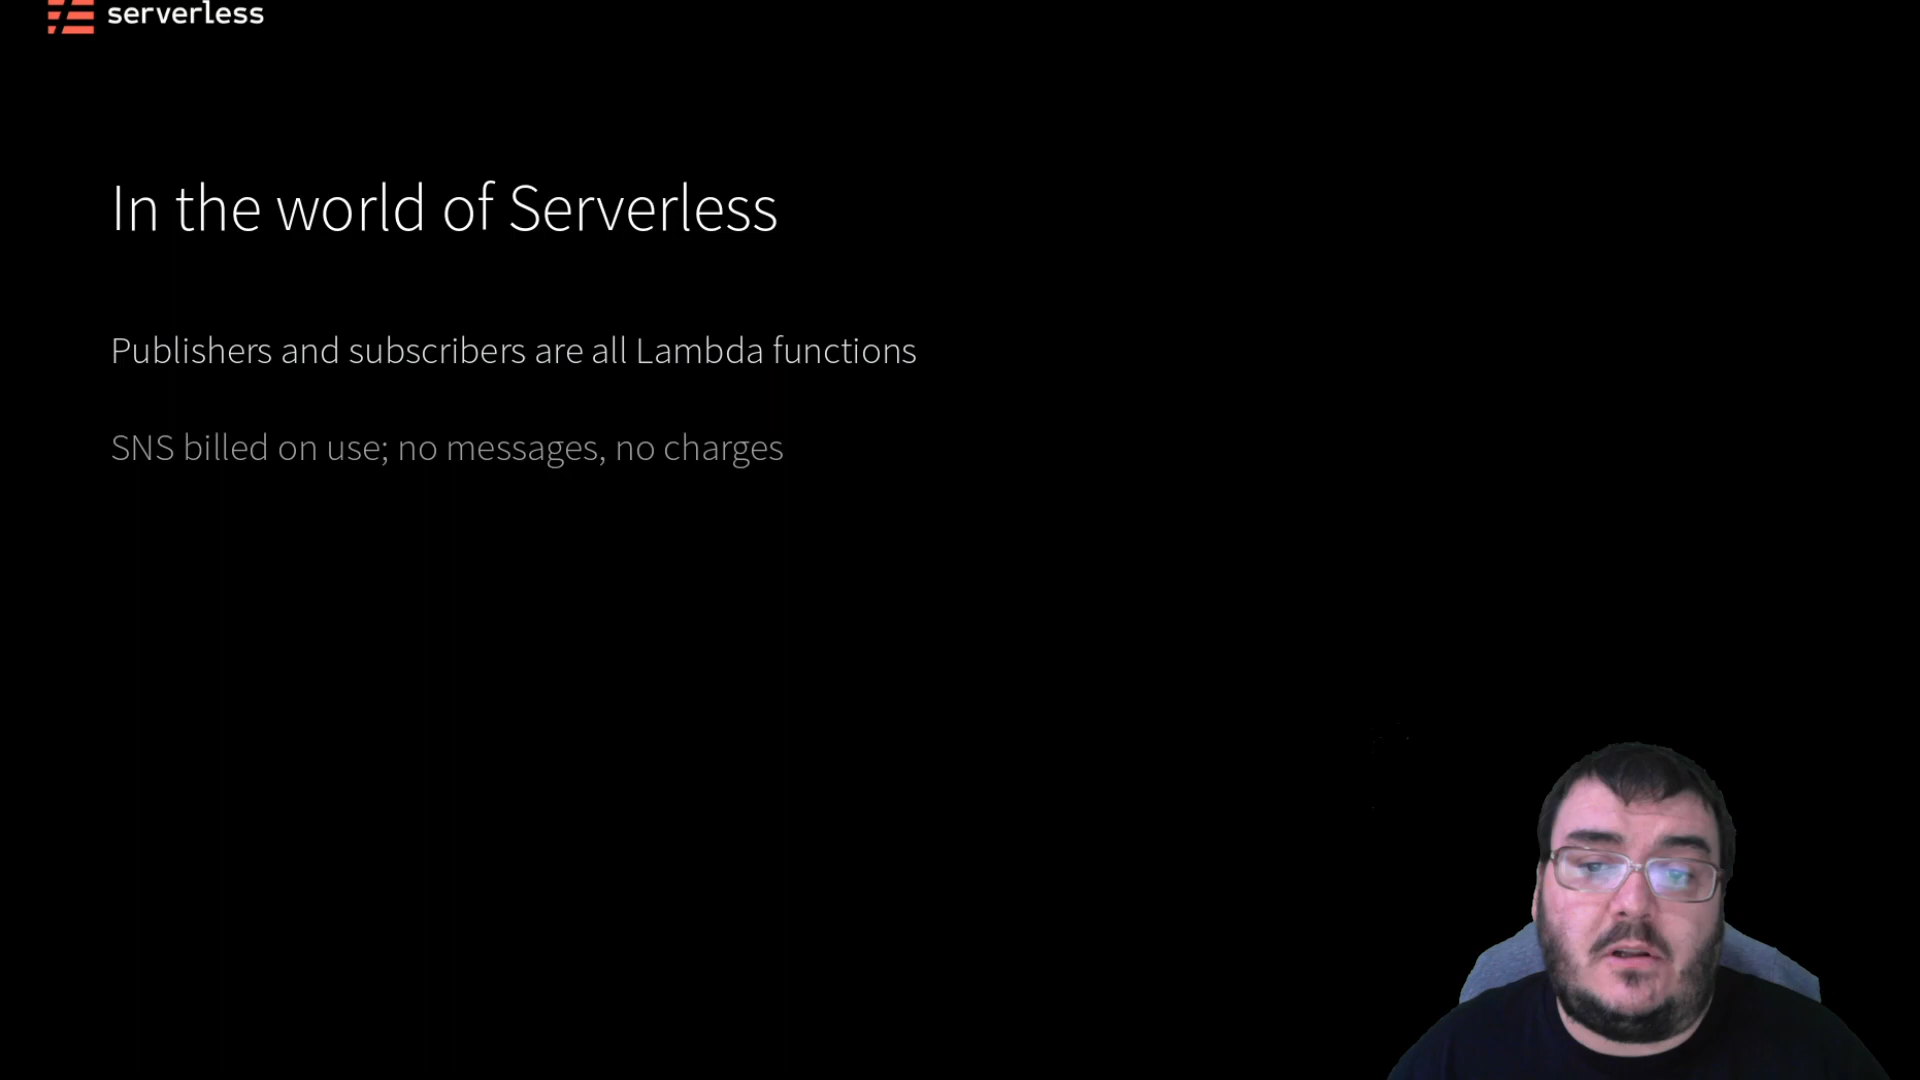 serverless
In the world of Serverless
Publishers and subscribers are all Lambda functions
SNS billed on use; no messages, no charges